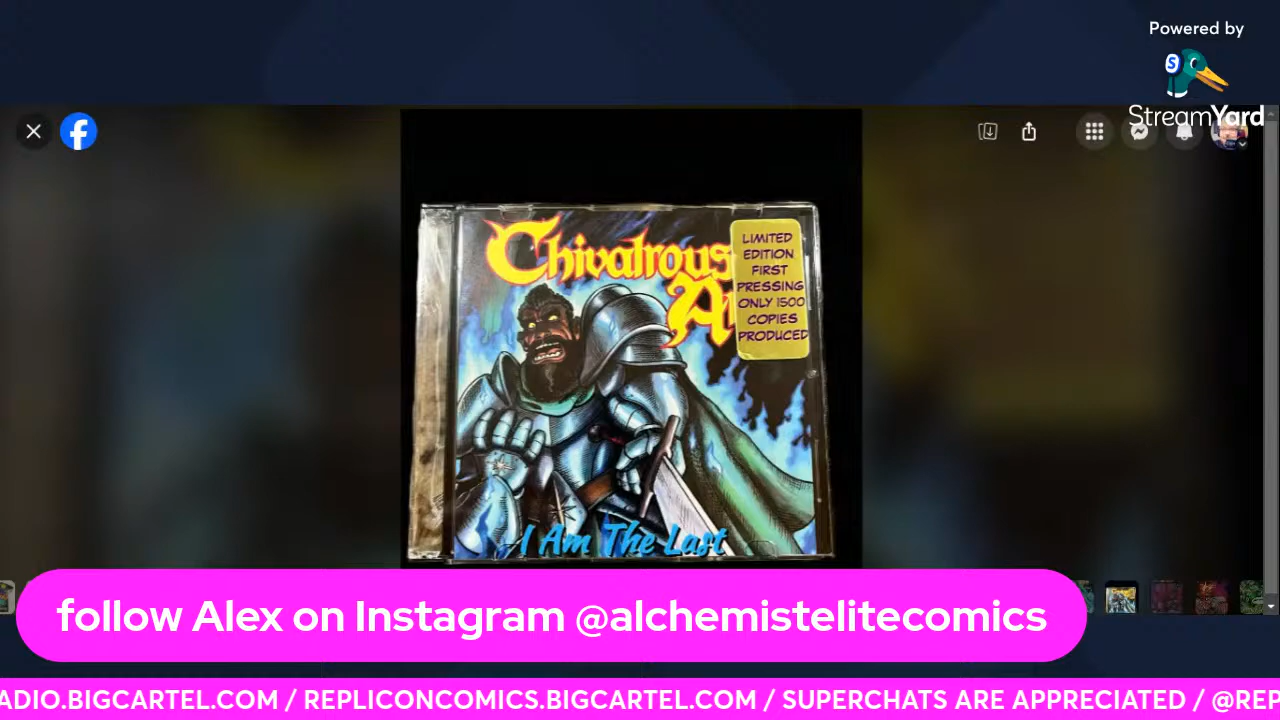 Powered by
StreamYard
Chivalrous
LIMITED
EDITION
FIRST
PRESSING
ONLY 1500
COPIES
PRODUCED
I Am The Last
follow Alex on Instagram @alchemistelitecomics
ADIO.BIGCARTEL.COM / REPLICONCOMICS.BIGCARTEL.COM / SUPERCHATS ARE APPRECIATED / @REP